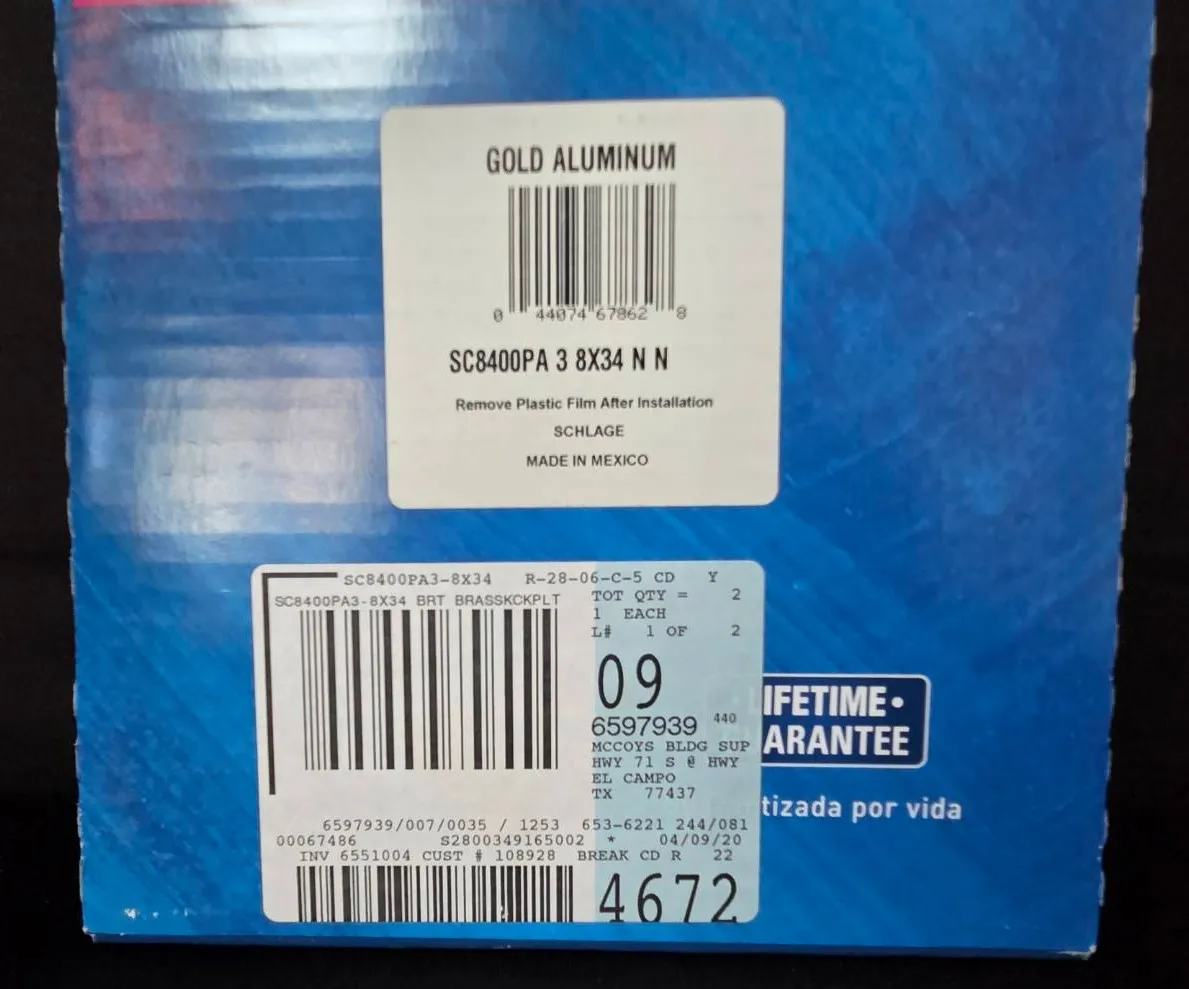 GOLD ALUMINUM
0 44074 67862 8
SC8400PA 3 8X34 N N
Remove Plastic Film After Installation
SCHLAGE
MADE IN MEXICO
SC8400PA3-8X34 R-28-06-C-5 CD Y
SC8400PA3-8X34 BRT BRASSKCKPLT
TOT QTY = 2
1 EACH
L# 1 OF 2
09
6597939 440
MCCOYS BLDG SUP
HWY 71 S @ HWY
EL CAMPO
TX 77437
IFETIME•
ARANTEE
tizada por vida
6597939/007/0035 / 1253 653-6221 244/081
00067486 S2800349165002 * 04/09/20
INV 6551004 CUST # 108928 BREAK CD R 22
4672